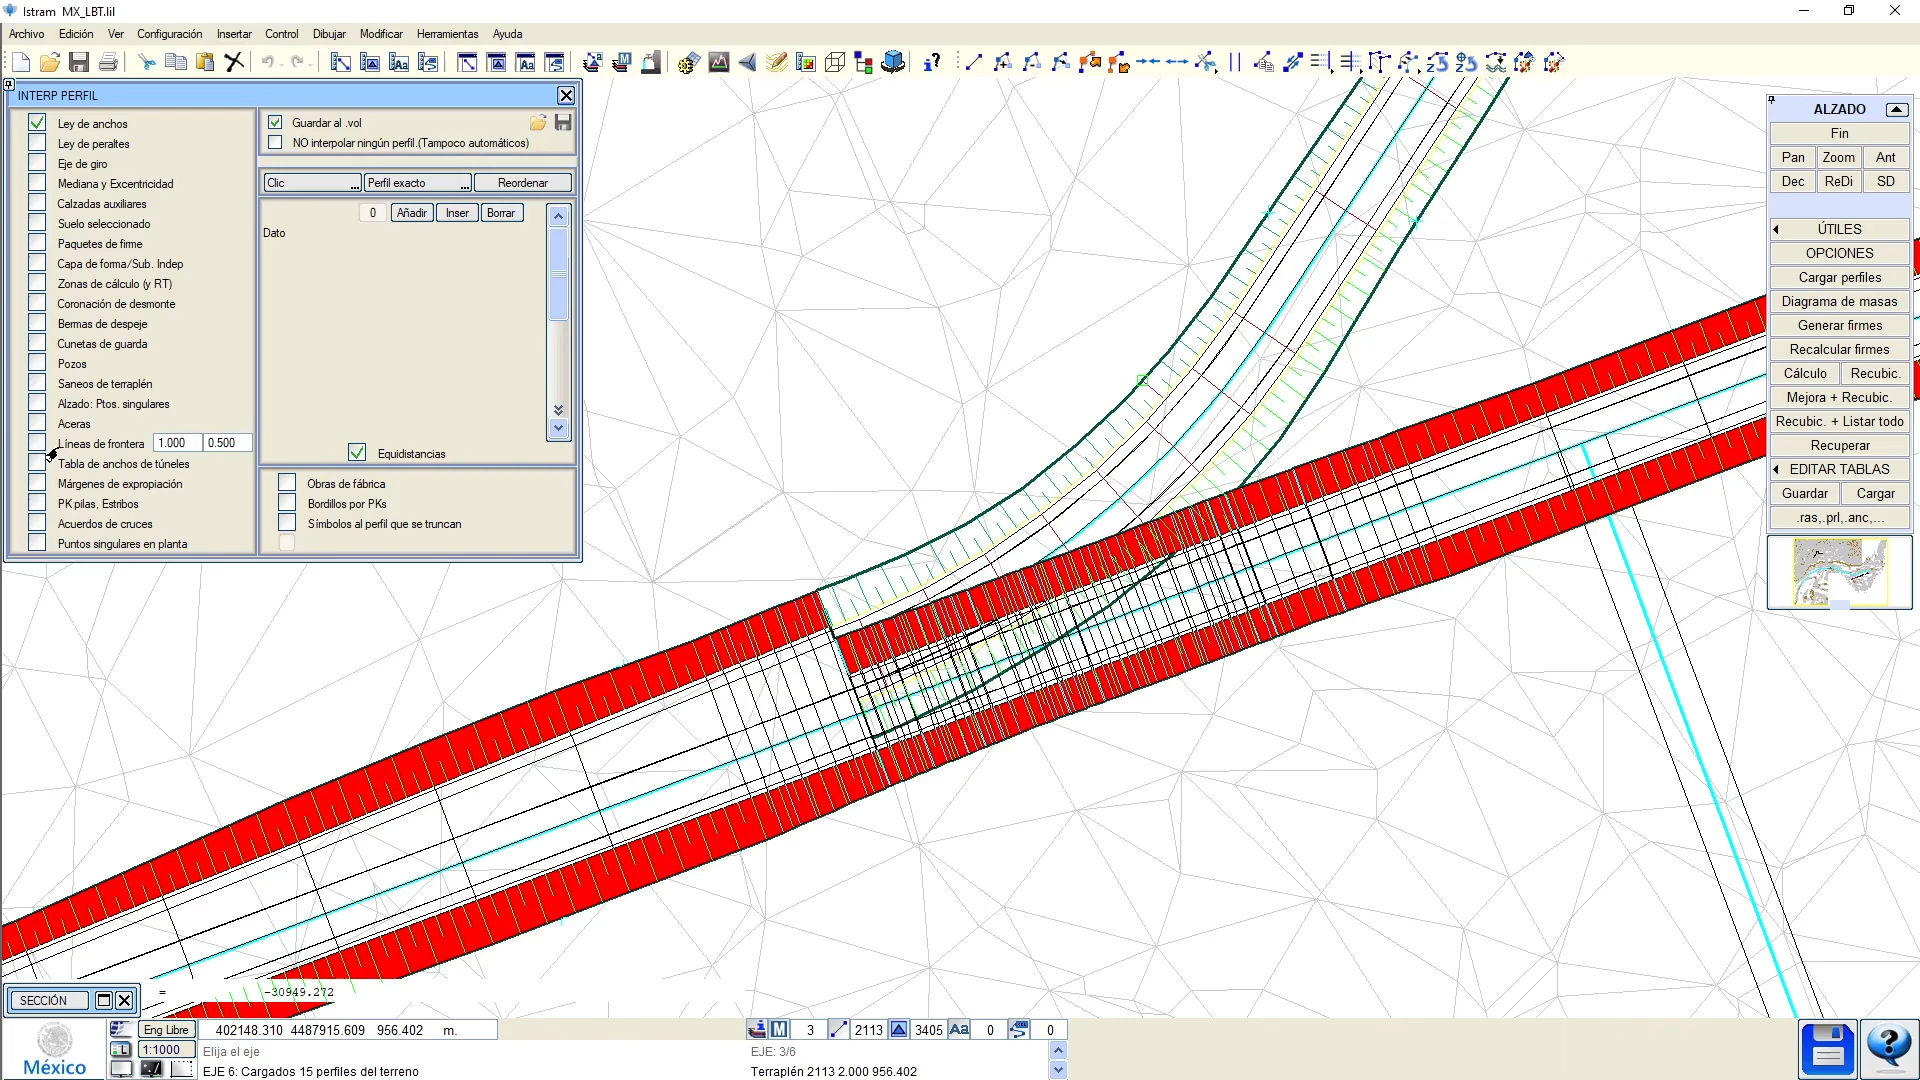 Istram MX_LBT.lil
Archivo Edición Ver Configuración Insertar Control Dibujar Modificar Herramientas Ayuda
INTERP PERFIL
Ley de anchos
Ley de peraltes
Eje de giro
Mediana y Excentricidad
Calzadas auxiliares
Suelo seleccionado
Paquetes de firme
Capa de forma/Sub. Indep
Zonas de cálculo (y RT)
Coronación de desmonte
Bermas de despeje
Cunetas de guarda
Pozos
Saneos de terraplén
Alzado: Ptos. singulares
Aceras
Líneas de frontera 1.000 0.500
Tabla de anchos de túneles
Márgenes de expropiación
PK pilas, Estribos
Acuerdos de cruces
Puntos singulares en planta
Guardar al .vol
NO interpolar ningún perfil.(Tampoco automáticos)
Clic ... Perfil exacto ... Reordenar
0 Añadir Inser Borrar
Dato
Equidistancias
Obras de fábrica
Bordillos por PKs
Símbolos al perfil que se truncan
ALZADO
Fin
Pan Zoom Ant
Dec ReDi SD
ÚTILES
OPCIONES
Cargar perfiles
Diagrama de masas
Generar firmes
Recalcular firmes
Cálculo Recubic.
Mejora + Recubic.
Recubic. + Listar todo
Recuperar
EDITAR TABLAS
Guardar Cargar
.ras,.prl,.anc,...
SECCIÓN
= -30949.272
México
Eng Libre
1:1000
402148.310 4487915.609 956.402 m.
Elija el eje
EJE 6: Cargados 15 perfiles del terreno
M 3 2113 3405 Aa 0 0
EJE: 3/6
Terraplén 2113 2.000 956.402